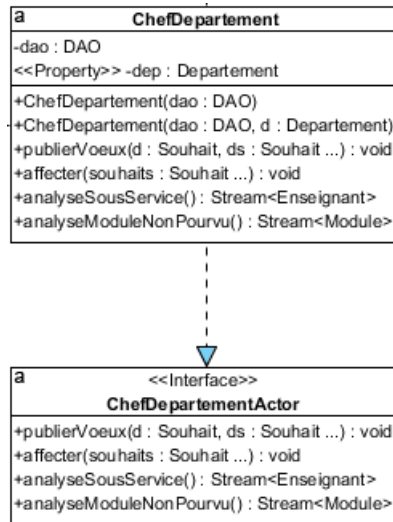 a
ChefDepartement
-dao : DAO
<<Property>> -dep : Departement
+ChefDepartement(dao : DAO)
+ChefDepartement(dao : DAO, d : Departement)
+publierVoeux(d : Souhait, ds : Souhait ...) : void
+affecter(souhaits : Souhait ...) : void
+analyseSousService() : Stream<Enseignant>
+analyseModuleNonPourvu() : Stream<Module>
a
<<Interface>>
ChefDepartementActor
+publierVoeux(d : Souhait, ds : Souhait ...) : void
+affecter(souhaits : Souhait ...) : void
+analyseSousService() : Stream<Enseignant>
+analyseModuleNonPourvu() : Stream<Module>